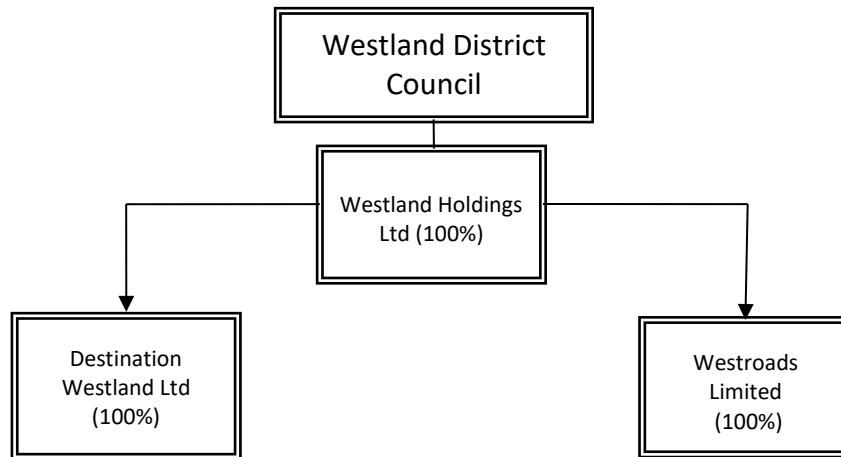 Westland District
Council
Westland Holdings
Ltd (100%)
Destination
Westland Ltd
(100%)
Westroads
Limited
(100%)